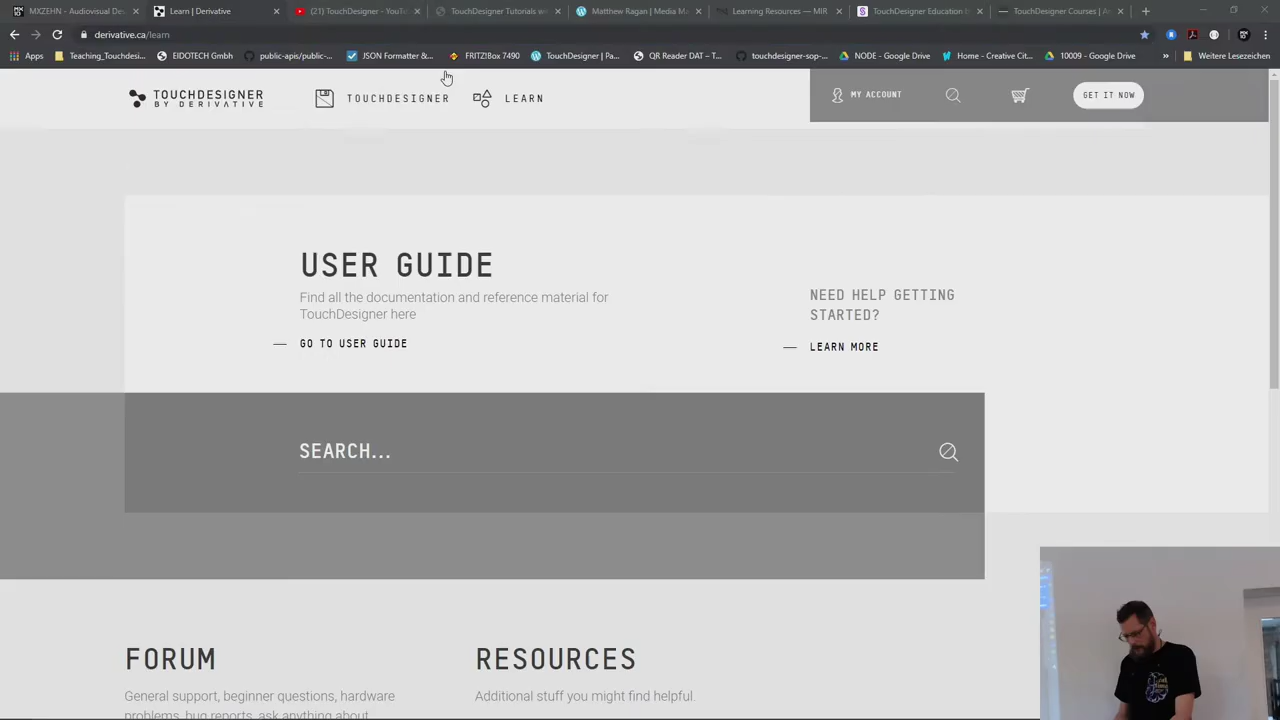 MXZEHN - Audiovisual De
Learn | Derivative
(21) TouchDesigner - YouT
TouchDesigner Tutorials w
Matthew Ragan | Media M
Learning Resources — MIR
TouchDesigner Education b
TouchDesigner Courses | A
derivative.ca/learn
Apps
Teaching_Touchdesi...
EIDOTECH GmbH
public-apis/public-...
JSON Formatter &...
FRITZ!Box 7490
TouchDesigner | Pa...
QR Reader DAT – T...
touchdesigner-sop-...
NODE - Google Drive
Home - Creative Cit...
10009 - Google Drive
»
Weitere Lesezeichen
TOUCHDESIGNER
BY DERIVATIVE
TOUCHDESIGNER
LEARN
MY ACCOUNT
GET IT NOW
USER GUIDE
Find all the documentation and reference material for
TouchDesigner here
GO TO USER GUIDE
NEED HELP GETTING
STARTED?
LEARN MORE
SEARCH...
FORUM
General support, beginner questions, hardware
problems, bug reports, ask anything about
RESOURCES
Additional stuff you might find helpful.